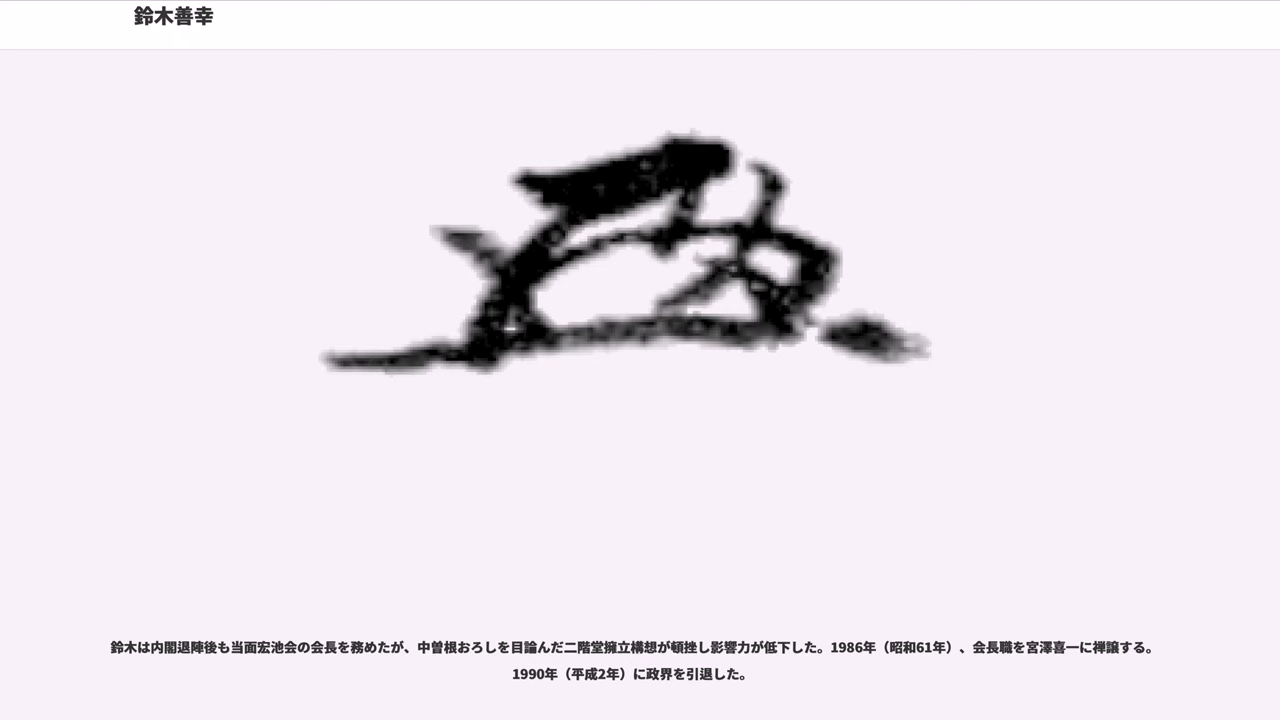 鈴木善幸
鈴木は内閣退陣後も当面宏池会の会長を務めたが、中曽根おろしを目論んだ二階堂擁立構想が頓挫し影響力が低下した。1986年（昭和61年）、会長職を宮澤喜一に禅譲する。
1990年（平成2年）に政界を引退した。